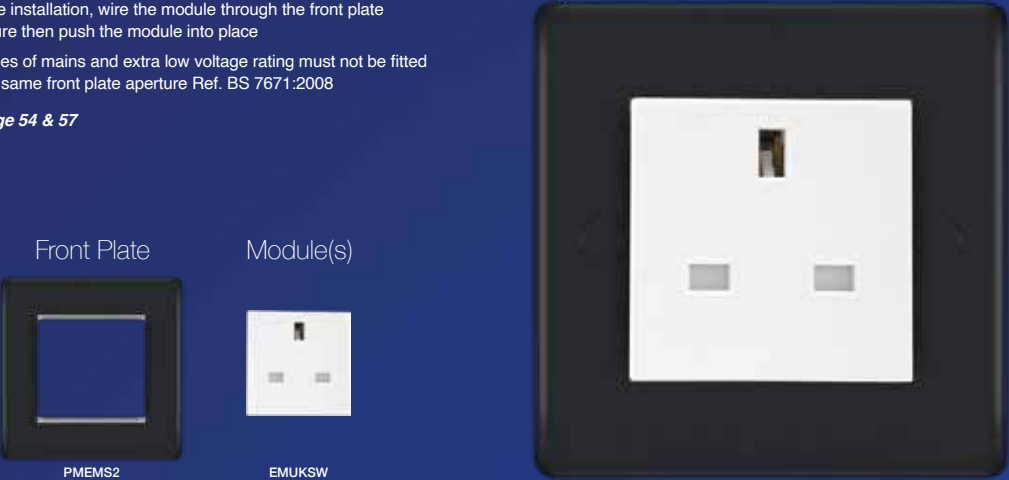 e installation, wire the module through the front plate
ure then push the module into place
es of mains and extra low voltage rating must not be fitted
same front plate aperture Ref. BS 7671:2008
ge 54 & 57
Front Plate
Module(s)
PMEMS2
EMUKSW